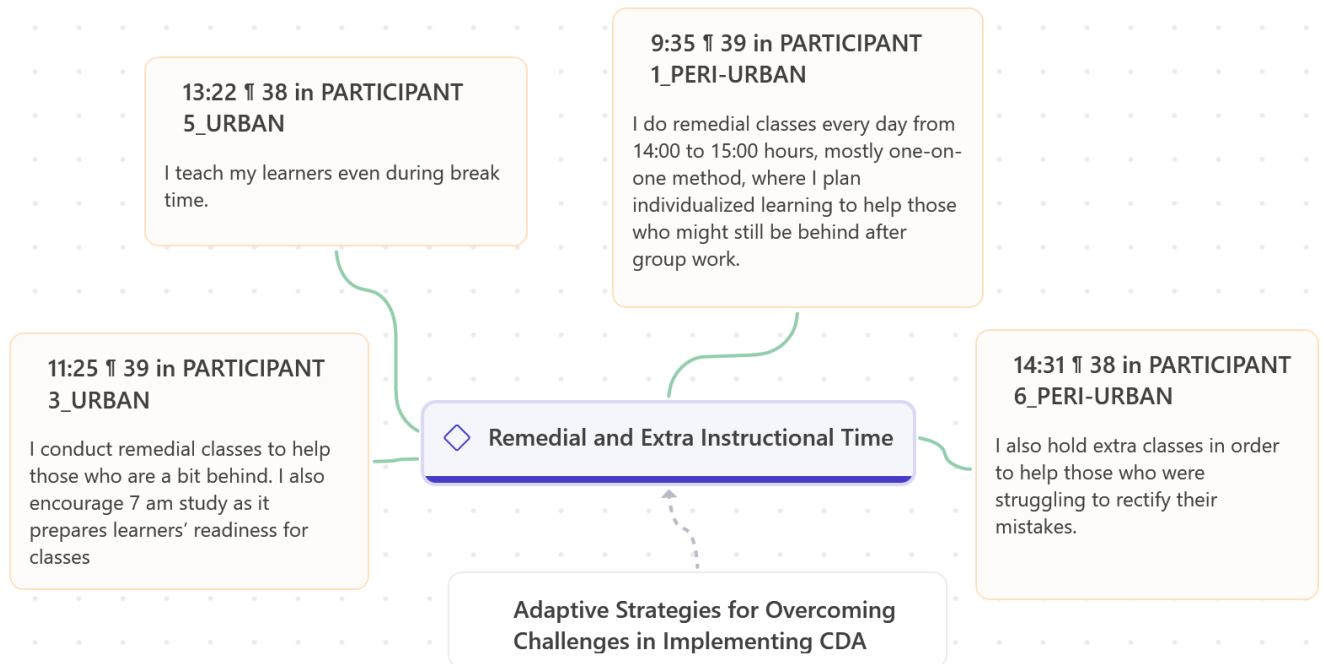 9:35 ¶ 39 in PARTICIPANT
1_PERI-URBAN
I do remedial classes every day from
14:00 to 15:00 hours, mostly one-on-
one method, where I plan
individualized learning to help those
who might still be behind after
group work.
13:22 ¶ 38 in PARTICIPANT
5_URBAN
I teach my learners even during break
time.
11:25 ¶ 39 in PARTICIPANT
3_URBAN
I conduct remedial classes to help
those who are a bit behind. I also
encourage 7 am study as it
prepares learners’ readiness for
classes
14:31 ¶ 38 in PARTICIPANT
6_PERI-URBAN
I also hold extra classes in order
to help those who were
struggling to rectify their
mistakes.
Remedial and Extra Instructional Time
Adaptive Strategies for Overcoming
Challenges in Implementing CDA